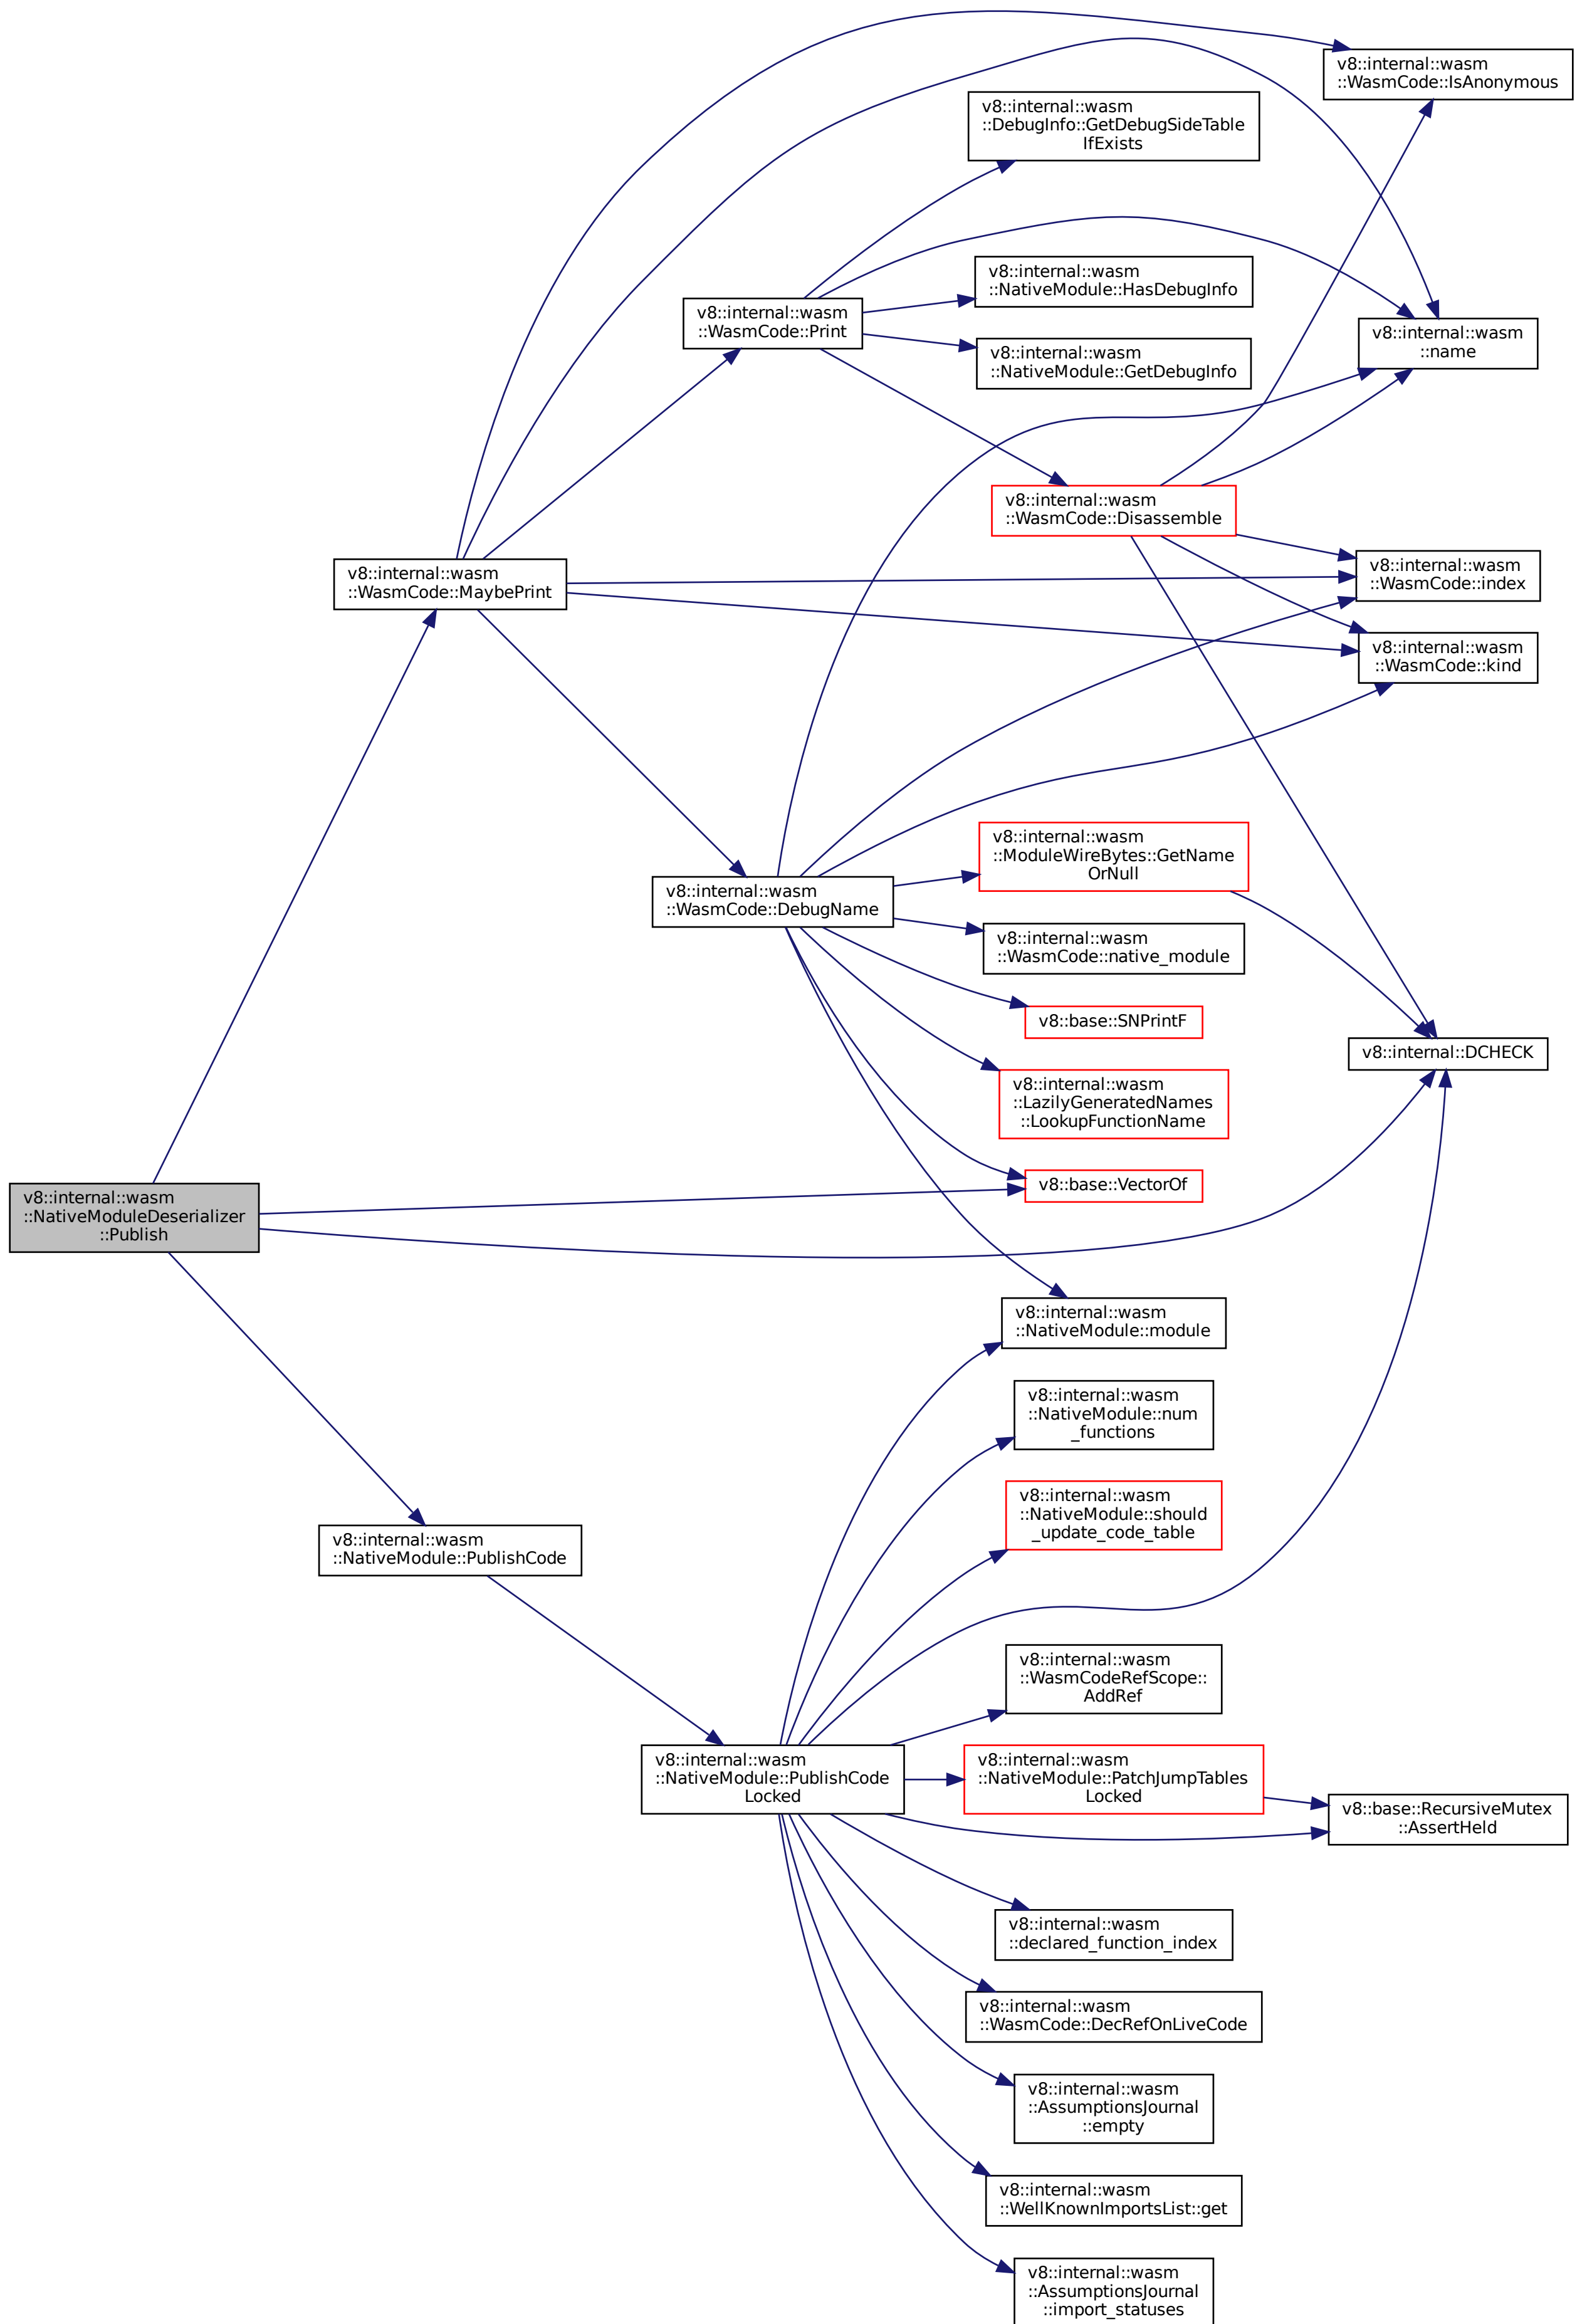 v8::internal::wasm
::WasmCode::IsAnonymous
v8::internal::wasm
::DebugInfo::GetDebugSideTable
IfExists
v8::internal::wasm
::NativeModule::HasDebugInfo
v8::internal::wasm
::WasmCode::Print
v8::internal::wasm
::name
v8::internal::wasm
::NativeModule::GetDebugInfo
v8::internal::wasm
::WasmCode::Disassemble
v8::internal::wasm
::WasmCode::MaybePrint
v8::internal::wasm
::WasmCode::index
v8::internal::wasm
::WasmCode::kind
v8::internal::wasm
::ModuleWireBytes::GetName
OrNull
v8::internal::wasm
::WasmCode::DebugName
v8::internal::wasm
::WasmCode::native_module
v8::base::SNPrintF
v8::internal::DCHECK
v8::internal::wasm
::LazilyGeneratedNames
::LookupFunctionName
v8::base::VectorOf
v8::internal::wasm
::NativeModuleDeserializer
::Publish
v8::internal::wasm
::NativeModule::module
v8::internal::wasm
::NativeModule::num
_functions
v8::internal::wasm
::NativeModule::should
_update_code_table
v8::internal::wasm
::NativeModule::PublishCode
v8::internal::wasm
::WasmCodeRefScope::
AddRef
v8::internal::wasm
::NativeModule::PublishCode
Locked
v8::internal::wasm
::NativeModule::PatchJumpTables
Locked
v8::base::RecursiveMutex
::AssertHeld
v8::internal::wasm
::declared_function_index
v8::internal::wasm
::WasmCode::DecRefOnLiveCode
v8::internal::wasm
::AssumptionsJournal
::empty
v8::internal::wasm
::WellKnownImportsList::get
v8::internal::wasm
::AssumptionsJournal
::import_statuses